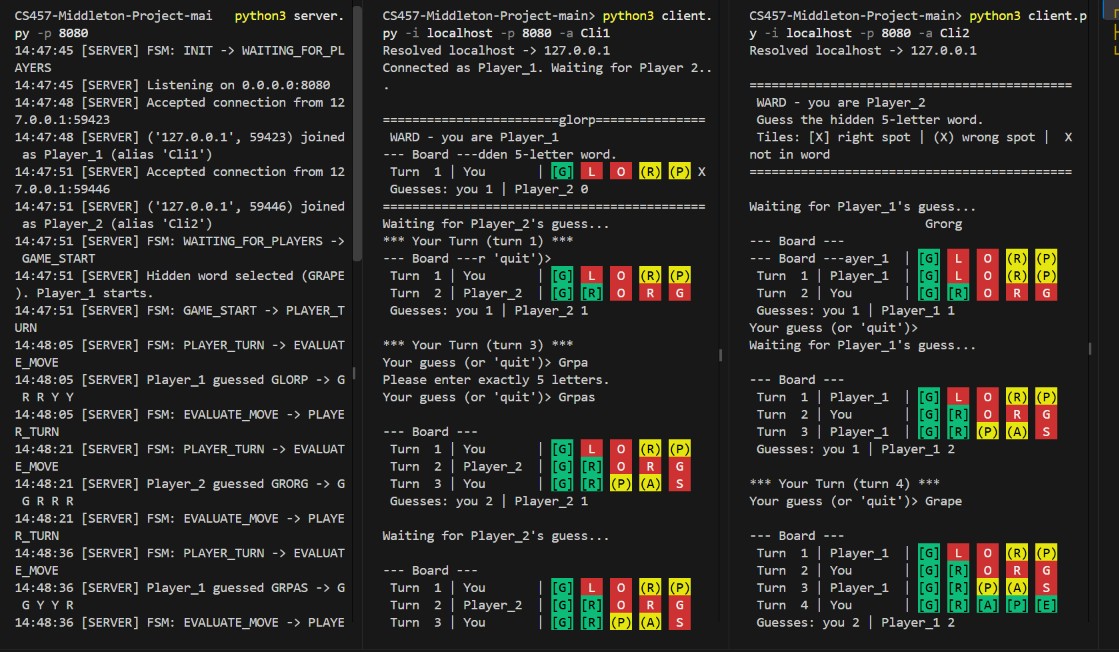 CS457-Middleton-Project-mai   python3 server.
py -p 8080
14:47:45 [SERVER] FSM: INIT -> WAITING_FOR_PL
AYERS
14:47:45 [SERVER] Listening on 0.0.0.0:8080
14:47:48 [SERVER] Accepted connection from 12
7.0.0.1:59423
14:47:48 [SERVER] ('127.0.0.1', 59423) joined
 as Player_1 (alias 'Cli1')
14:47:51 [SERVER] Accepted connection from 12
7.0.0.1:59446
14:47:51 [SERVER] ('127.0.0.1', 59446) joined
 as Player_2 (alias 'Cli2')
14:47:51 [SERVER] FSM: WAITING_FOR_PLAYERS ->
 GAME_START
14:47:51 [SERVER] Hidden word selected (GRAPE
). Player_1 starts.
14:47:51 [SERVER] FSM: GAME_START -> PLAYER_T
URN
14:48:05 [SERVER] FSM: PLAYER_TURN -> EVALUAT
E_MOVE
14:48:05 [SERVER] Player_1 guessed GLORP -> G
 R R Y Y
14:48:05 [SERVER] FSM: EVALUATE_MOVE -> PLAYE
R_TURN
14:48:21 [SERVER] FSM: PLAYER_TURN -> EVALUAT
E_MOVE
14:48:21 [SERVER] Player_2 guessed GRORG -> G
 G R R R
14:48:21 [SERVER] FSM: EVALUATE_MOVE -> PLAYE
R_TURN
14:48:36 [SERVER] FSM: PLAYER_TURN -> EVALUAT
E_MOVE
14:48:36 [SERVER] Player_1 guessed GRPAS -> G
 G Y Y R
14:48:36 [SERVER] FSM: EVALUATE_MOVE -> PLAYE
CS457-Middleton-Project-main> python3 client.
py -i localhost -p 8080 -a Cli1
Resolved localhost -> 127.0.0.1
Connected as Player_1. Waiting for Player 2..
.
========================glorp===============
 WARD - you are Player_1
--- Board ---dden 5-letter word.
 Turn  1 | You       | [G] L O (R) (P) X
 Guesses: you 1 | Player_2 0
============================================
Waiting for Player_2's guess...
*** Your Turn (turn 1) ***
--- Board ---r 'quit')>
 Turn  1 | You       | [G] L O (R) (P)
 Turn  2 | Player_2  | [G] [R] O R G
 Guesses: you 1 | Player_2 1
*** Your Turn (turn 3) ***
Your guess (or 'quit')> Grpa
Please enter exactly 5 letters.
Your guess (or 'quit')> Grpas
--- Board ---
 Turn  1 | You       | [G] L O (R) (P)
 Turn  2 | Player_2  | [G] [R] O R G
 Turn  3 | You       | [G] [R] (P) (A) S
 Guesses: you 2 | Player_2 1
Waiting for Player_2's guess...
--- Board ---
 Turn  1 | You       | [G] L O (R) (P)
 Turn  2 | Player_2  | [G] [R] O R G
 Turn  3 | You       | [G] [R] (P) (A) S
CS457-Middleton-Project-main> python3 client.p
y -i localhost -p 8080 -a Cli2
Resolved localhost -> 127.0.0.1
============================================
 WARD - you are Player_2
 Guess the hidden 5-letter word.
 Tiles: [X] right spot | (X) wrong spot |  X
not in word
============================================
Waiting for Player_1's guess...
                        Grorg
--- Board ---
--- Board ---ayer_1  | [G] L O (R) (P)
 Turn  1 | Player_1  | [G] L O (R) (P)
 Turn  2 | You       | [G] [R] O R G
 Guesses: you 1 | Player_1 1
Your guess (or 'quit')>
Waiting for Player_1's guess...
--- Board ---
 Turn  1 | Player_1  | [G] L O (R) (P)
 Turn  2 | You       | [G] [R] O R G
 Turn  3 | Player_1  | [G] [R] (P) (A) S
 Guesses: you 1 | Player_1 2
*** Your Turn (turn 4) ***
Your guess (or 'quit')> Grape
--- Board ---
 Turn  1 | Player_1  | [G] L O (R) (P)
 Turn  2 | You       | [G] [R] O R G
 Turn  3 | Player_1  | [G] [R] (P) (A) S
 Turn  4 | You       | [G] [R] [A] [P] [E]
 Guesses: you 2 | Player_1 2